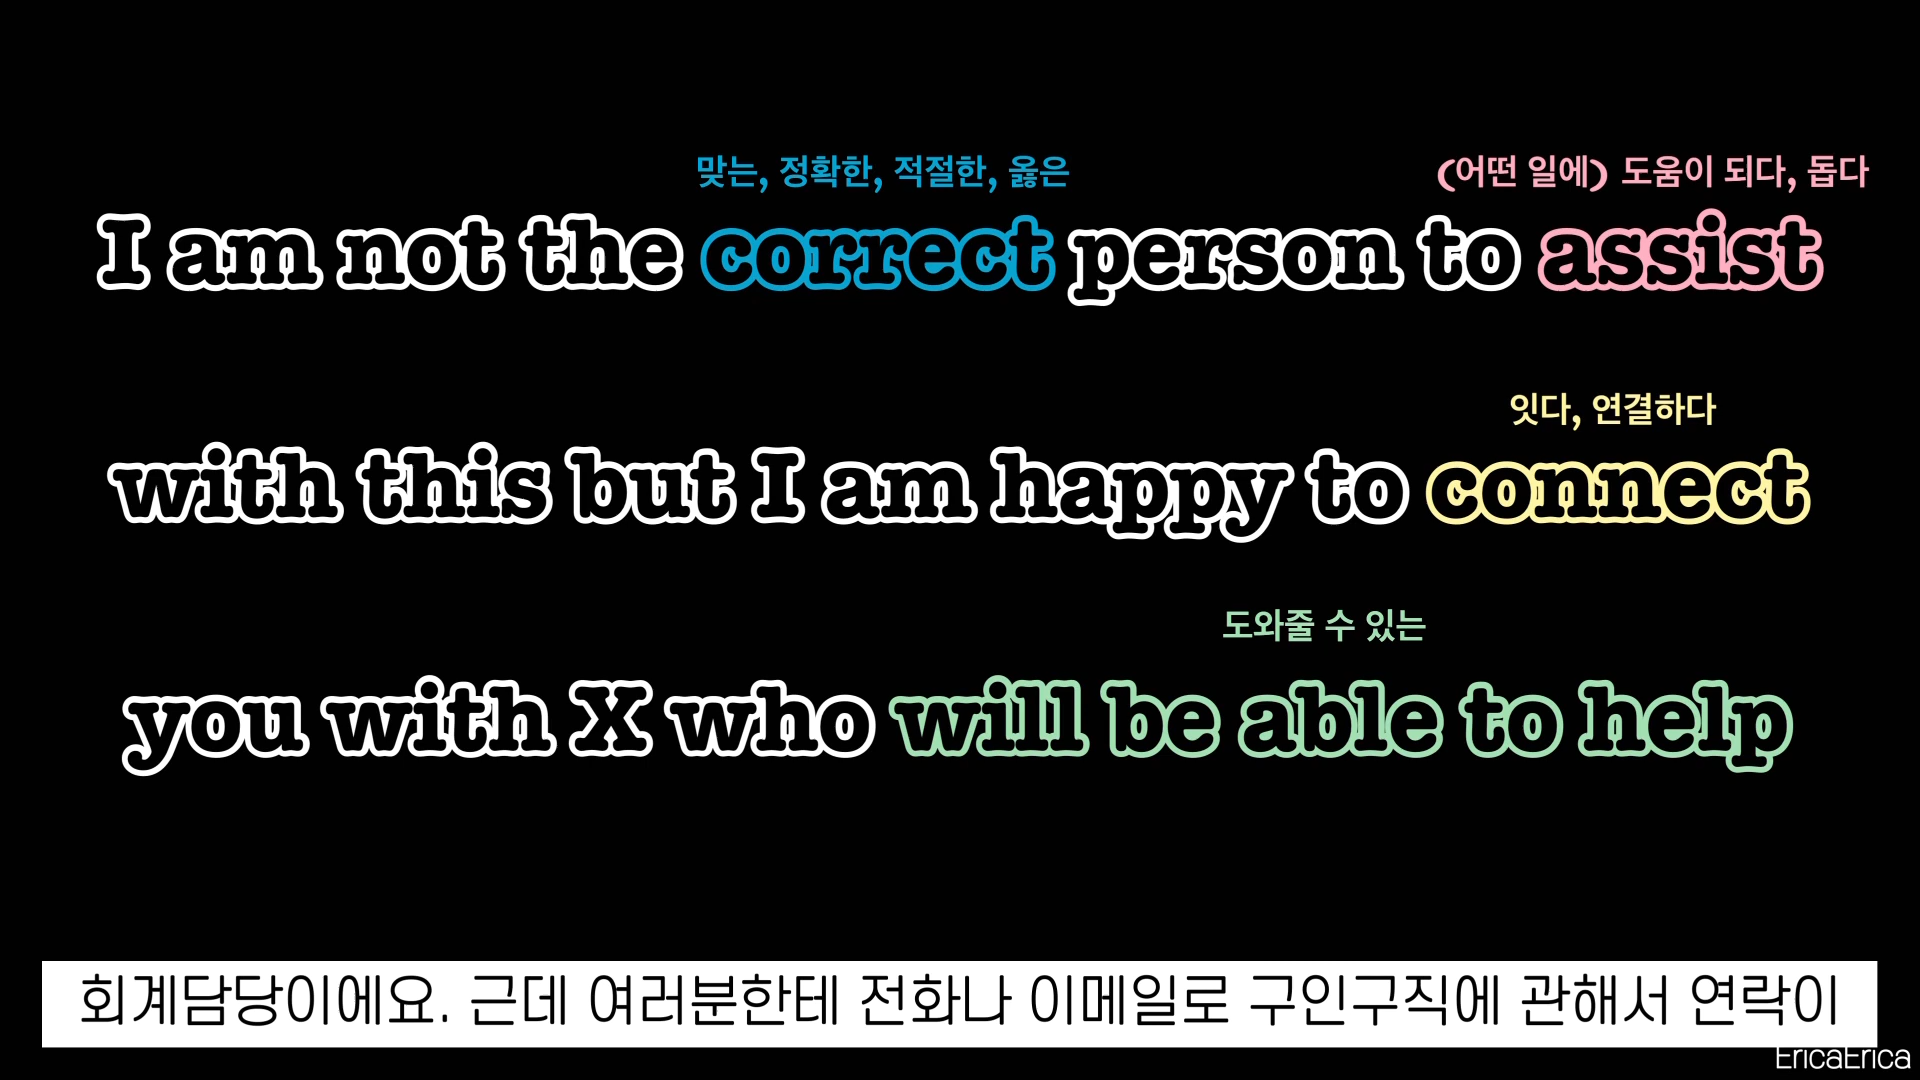 맞는, 정확한, 적절한, 옳은
(어떤 일에) 도움이 되다, 돕다
I am not the correct person to assist
잇다, 연결하다
with this but I am happy to connect
도와줄 수 있는
you with X who will be able to help
회계담당이에요. 근데 여러분한테 전화나 이메일로 구인구직에 관해서 연락이
EricaErica